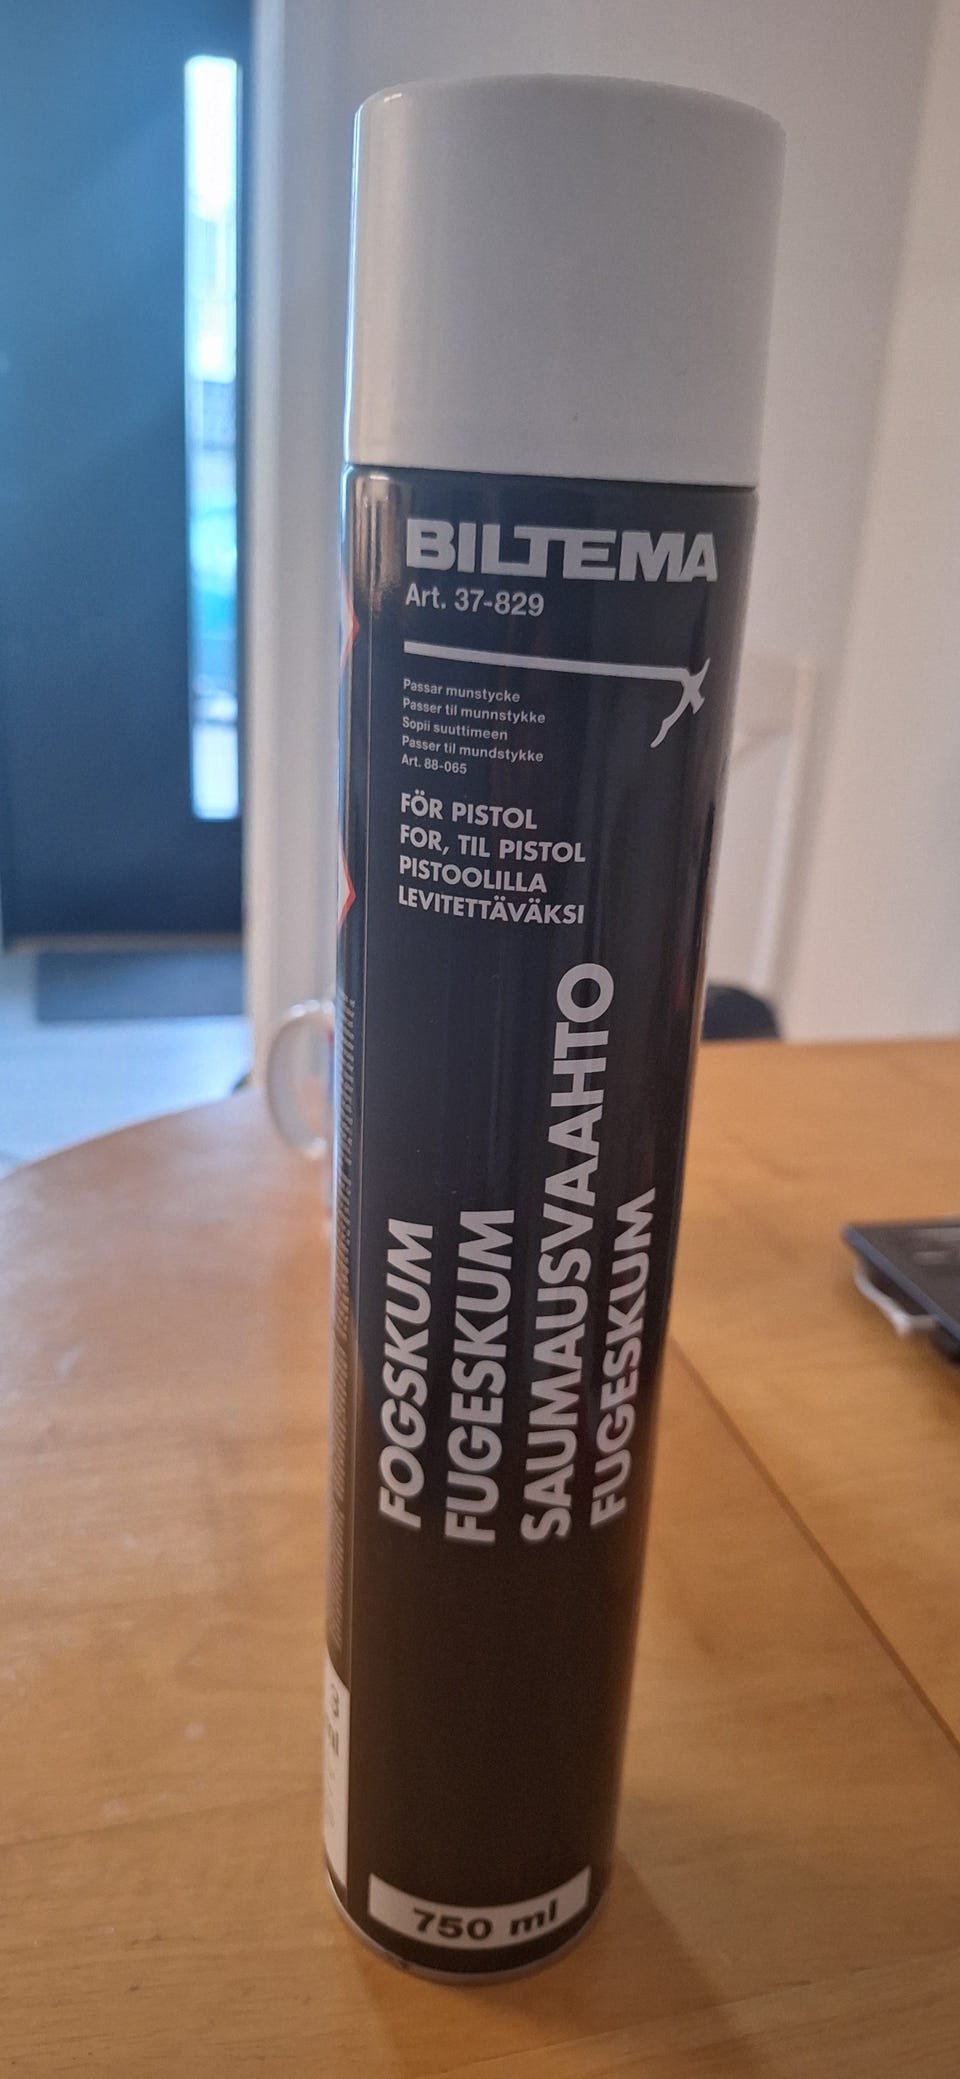 BILTEMA
Art. 37-829
Passar munstycke
Passer til munnstykke
Sopii suuttimeen
Passer til mundstykke
Art. 88-065
FÖR PISTOL
FOR, TIL PISTOL
PISTOOLILLA
LEVITETTÄVÄKSI
FOGSKUM
FUGESKUM
SAUMAUSVAAHTO
FUGESKUM
750 ml